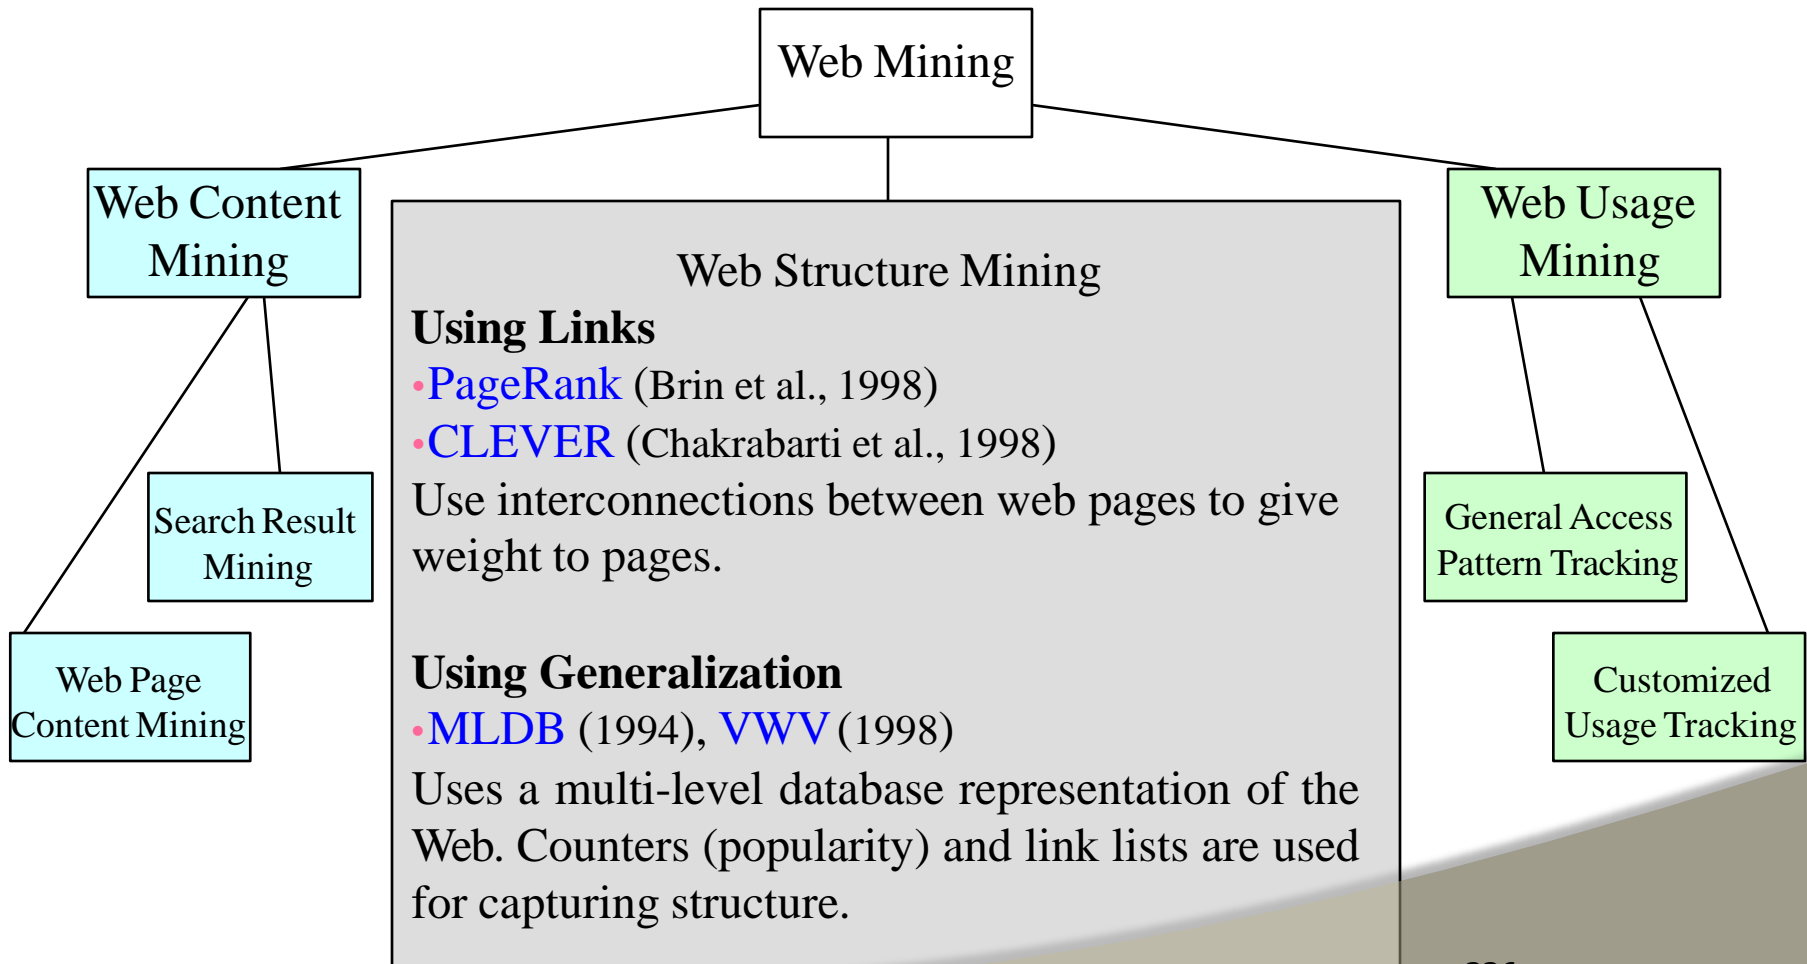 Web Mining
Web Content
Mining
Web Usage
Mining
Web Structure Mining
Using Links
•PageRank (Brin et al., 1998)
•CLEVER (Chakrabarti et al., 1998)
Use interconnections between web pages to give
weight to pages.
Using Generalization
•MLDB (1994), VWV (1998)
Uses a multi-level database representation of the
Web. Counters (popularity) and link lists are used
for capturing structure.
Search Result
Mining
Web Page
Content Mining
General Access
Pattern Tracking
Customized
Usage Tracking